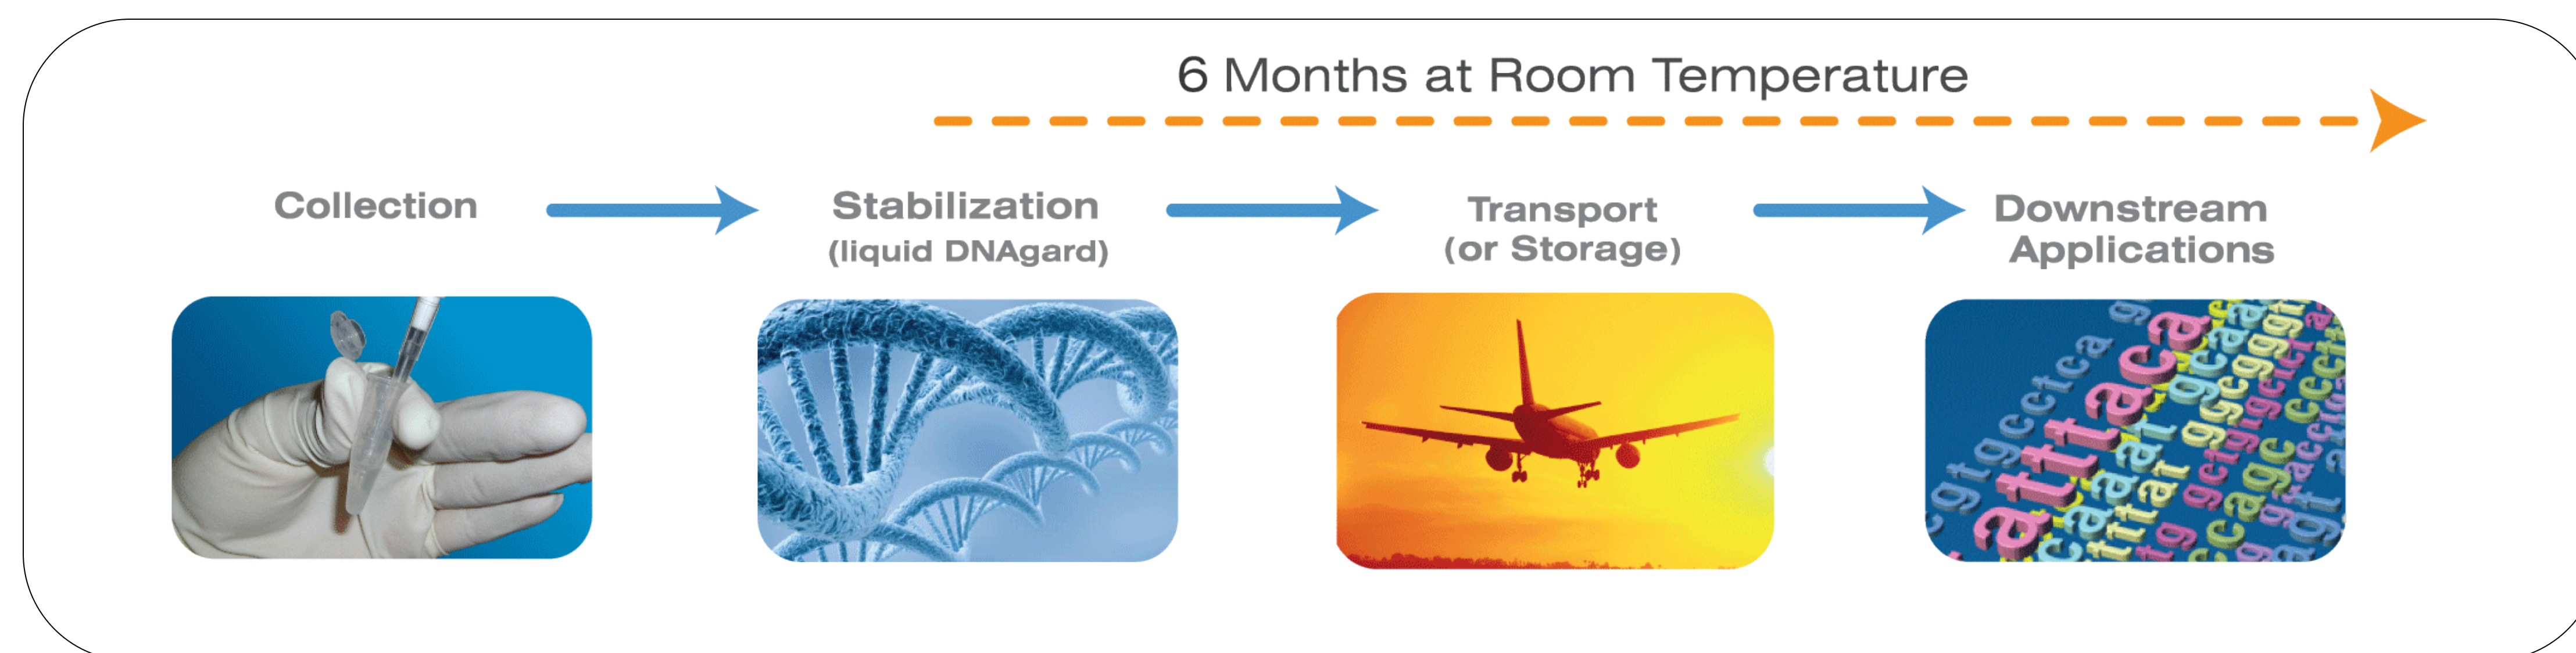 6 Months at Room Temperature
Collection
Stabilization
(liquid DNAgard)
Transport
(or Storage)
Downstream
Applications